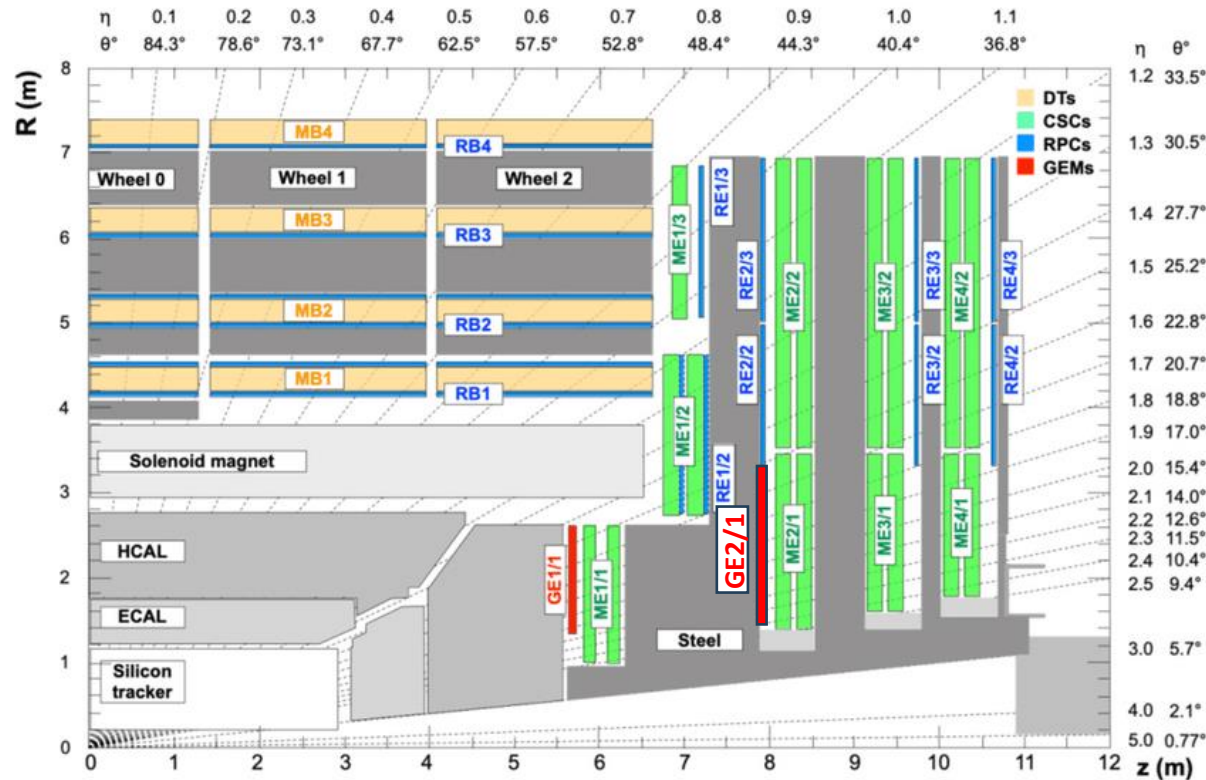 η 0.1 0.2 0.3 0.4 0.5 0.6 0.7 0.8 0.9 1.0 1.1
θ° 84.3° 78.6° 73.1° 67.7° 62.5° 57.5° 52.8° 48.4° 44.3° 40.4° 36.8° η θ°
R (m)
8
7
6
5
4
3
2
1
0
1.2 33.5°
1.3 30.5°
1.4 27.7°
1.5 25.2°
1.6 22.8°
1.7 20.7°
1.8 18.8°
1.9 17.0°
2.0 15.4°
2.1 14.0°
2.2 12.6°
2.3 11.5°
2.4 10.4°
2.5 9.4°
3.0 5.7°
4.0 2.1°
5.0 0.77°
DTs
CSCs
RPCs
GEMs
MB4
RB4
Wheel 0 Wheel 1 Wheel 2
MB3
RB3
MB2
RB2
MB1
RB1
Solenoid magnet
HCAL
ECAL
Silicon
tracker
Steel
ME1/3
RE1/3
RE2/3
ME2/2
ME3/2
RE3/3
ME4/2
RE4/3
RE2/2
RE3/2
RE4/2
ME1/2
RE1/2
GE1/1
ME1/1
GE2/1
ME2/1
ME3/1
ME4/1
0 1 2 3 4 5 6 7 8 9 10 11 12
z (m)